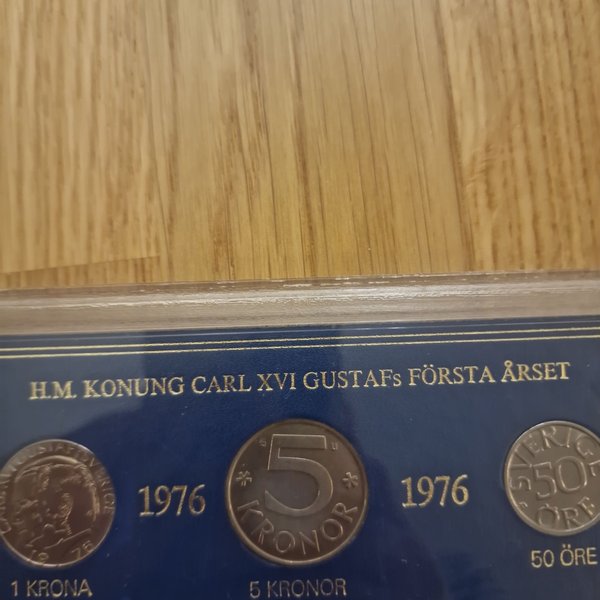 H.M. KONUNG CARL XVI GUSTAFs FÖRSTA ÅRSET
1976
1976
5
KRONOR
SVERIGE
50
ÖRE
1976
1 KRONA
5 KRONOR
50 ÖRE